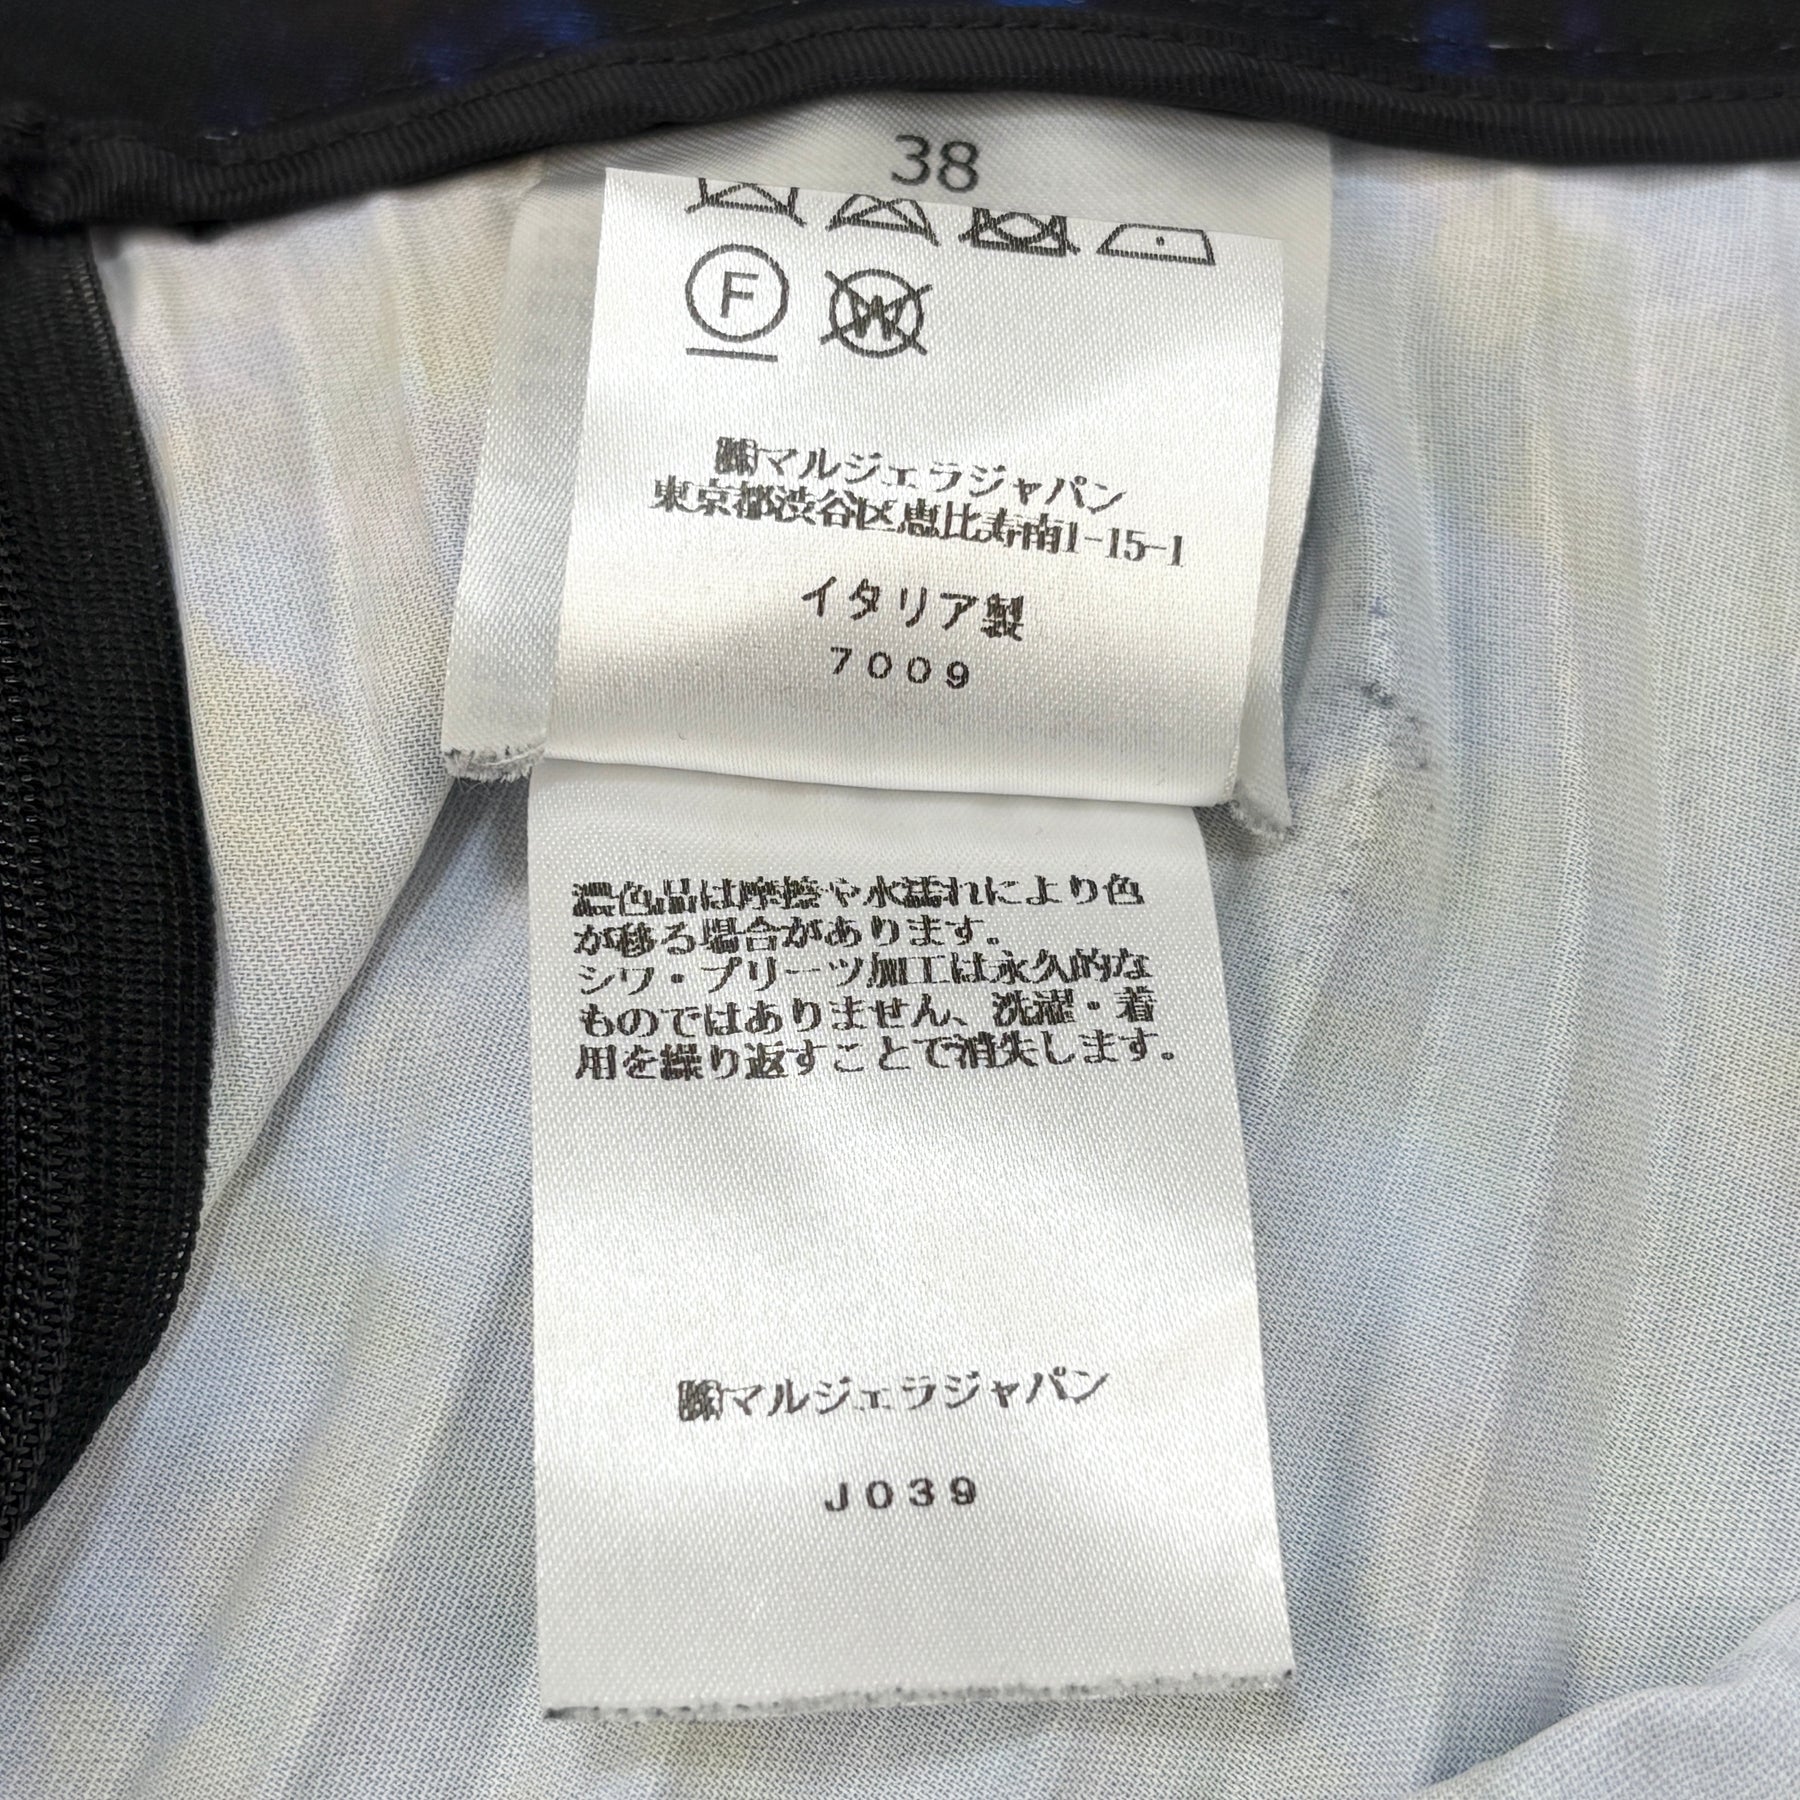 38
F
W
㈱マルジェラジャパン
東京都渋谷区恵比寿南1-15-1
イタリア製
7009
濃色品は摩擦や水濡れにより色
が移る場合があります。
シワ・プリーツ加工は永久的な
ものではありません、洗濯・着
用を繰り返すことで消失します。
㈱マルジェラジャパン
J039